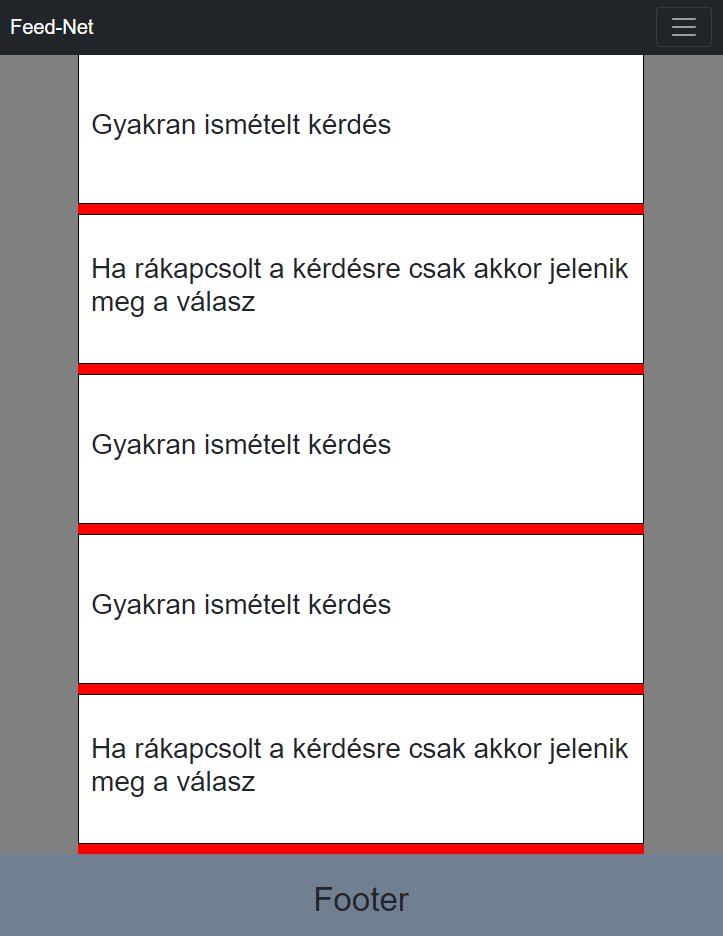 Feed-Net
Gyakran ismételt kérdés
Ha rákapcsolt a kérdésre csak akkor jelenik
meg a válasz
Gyakran ismételt kérdés
Gyakran ismételt kérdés
Ha rákapcsolt a kérdésre csak akkor jelenik
meg a válasz
Footer